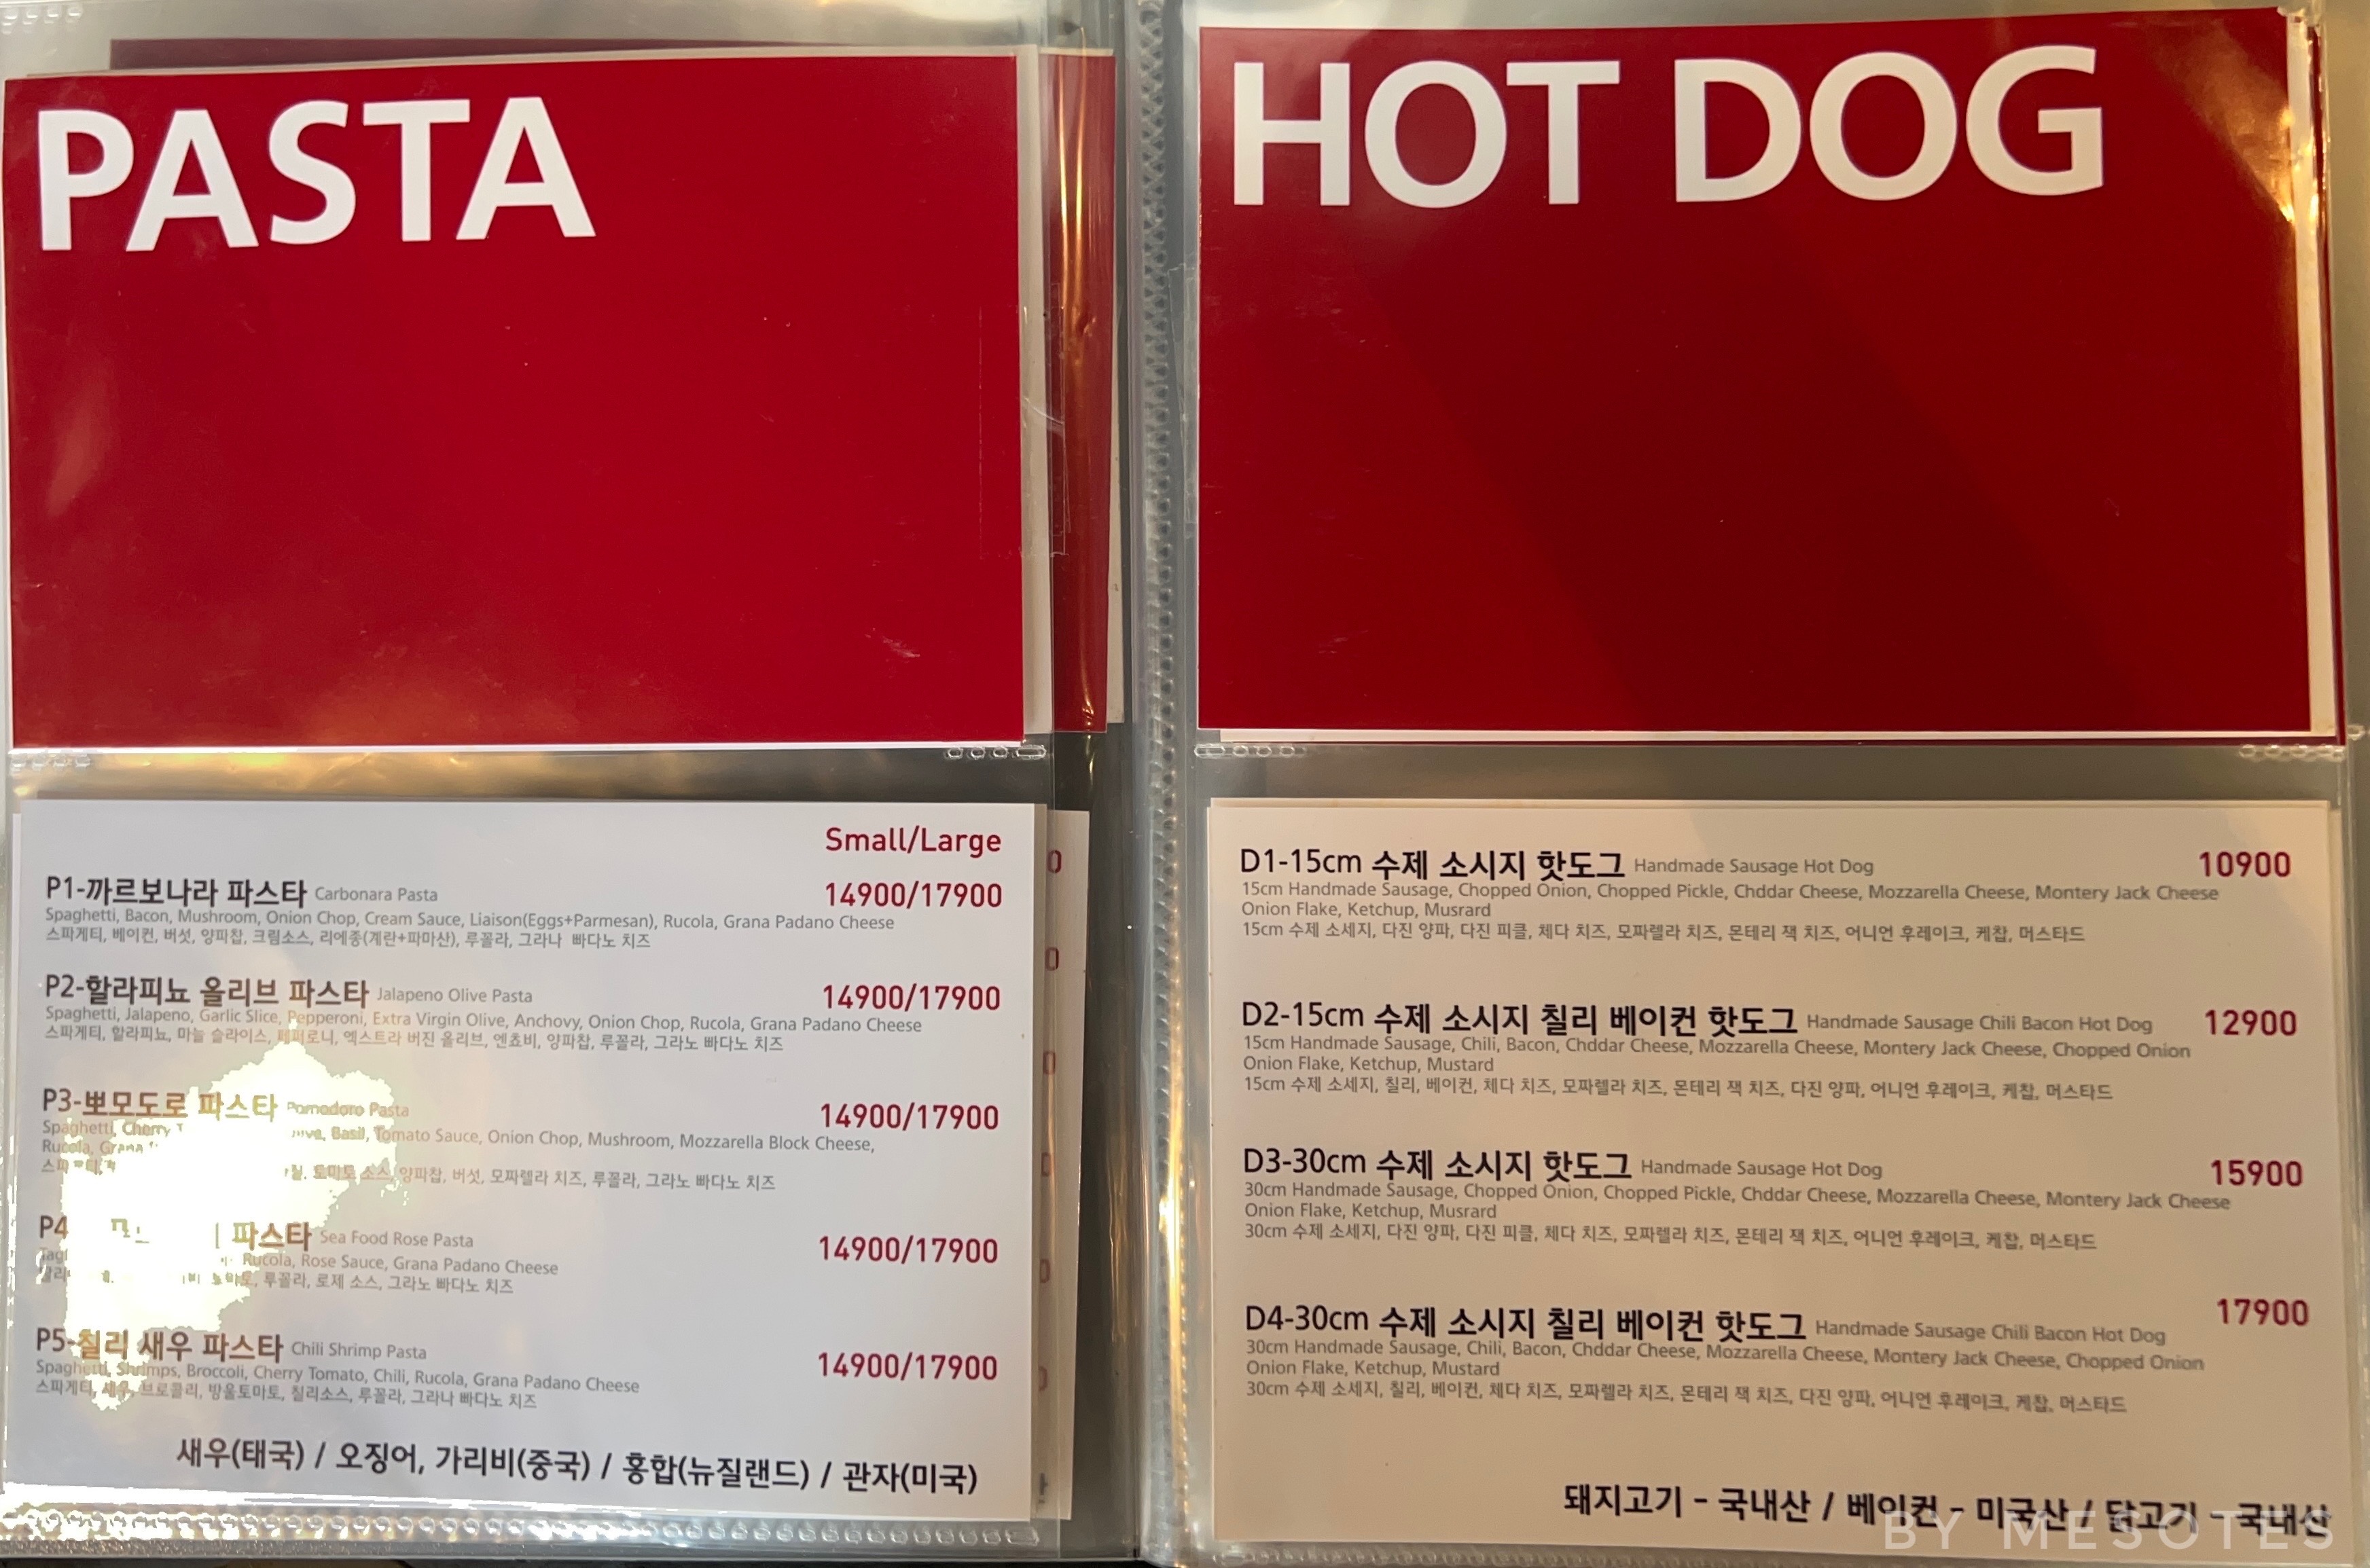 PASTA
Small/Large
P1-까르보나라 파스타 Carbonara Pasta 14900/17900
Spaghetti, Bacon, Mushroom, Onion Chop, Cream Sauce, Liaison(Eggs+Parmesan), Rucola, Grana Padano Cheese
스파게티, 베이컨, 버섯, 양파찹, 크림소스, 리에종(계란+파마산), 루꼴라, 그라나 빠다노 치즈
P2-할라피뇨 올리브 파스타 Jalapeno Olive Pasta 14900/17900
Spaghetti, Jalapeno, Garlic Slice, Pepperoni, Extra Virgin Olive, Anchovy, Onion Chop, Rucola, Grana Padano Cheese
스파게티, 할라피뇨, 마늘 슬라이스, 페퍼로니, 엑스트라 버진 올리브, 엔쵸비, 양파찹, 루꼴라, 그라노 빠다노 치즈
P3-뽀모도로 파스타 Pomodoro Pasta 14900/17900
Spaghetti, Cherry Basil, Tomato Sauce, Onion Chop, Mushroom, Mozzarella Block Cheese,
Rucola,
토마토 소스, 양파찹, 버섯, 모짜렐라 치즈, 루꼴라, 그라노 빠다노 치즈
P4 파스타 Sea Food Rose Pasta 14900/17900
Rucola, Rose Sauce, Grana Padano Cheese
루꼴라, 로제 소스, 그라노 빠다노 치즈
P5-칠리 새우 파스타 Chili Shrimp Pasta 14900/17900
Spaghetti, Shrimps, Broccoli, Cherry Tomato, Chili, Rucola, Grana Padano Cheese
스파게티, 새우, 브로콜리, 방울토마토, 칠리소스, 루꼴라, 그라나 빠다노 치즈
새우(태국) / 오징어, 가리비(중국) / 홍합(뉴질랜드) / 관자(미국)
HOT DOG
D1-15cm 수제 소시지 핫도그 Handmade Sausage Hot Dog 10900
15cm Handmade Sausage, Chopped Onion, Chopped Pickle, Chddar Cheese, Mozzarella Cheese, Montery Jack Cheese
Onion Flake, Ketchup, Musrard
15cm 수제 소세지, 다진 양파, 다진 피클, 체다 치즈, 모짜렐라 치즈, 몬테리 잭 치즈, 어니언 후레이크, 케찹, 머스타드
D2-15cm 수제 소시지 칠리 베이컨 핫도그 Handmade Sausage Chili Bacon Hot Dog 12900
15cm Handmade Sausage, Chili, Bacon, Chddar Cheese, Mozzarella Cheese, Montery Jack Cheese, Chopped Onion
Onion Flake, Ketchup, Mustard
15cm 수제 소세지, 칠리, 베이컨, 체다 치즈, 모짜렐라 치즈, 몬테리 잭 치즈, 다진 양파, 어니언 후레이크, 케찹, 머스타드
D3-30cm 수제 소시지 핫도그 Handmade Sausage Hot Dog 15900
30cm Handmade Sausage, Chopped Onion, Chopped Pickle, Chddar Cheese, Mozzarella Cheese, Montery Jack Cheese
Onion Flake, Ketchup, Musrard
30cm 수제 소세지, 다진 양파, 다진 피클, 체다 치즈, 모짜렐라 치즈, 몬테리 잭 치즈, 어니언 후레이크, 케찹, 머스타드
D4-30cm 수제 소시지 칠리 베이컨 핫도그 Handmade Sausage Chili Bacon Hot Dog 17900
30cm Handmade Sausage, Chili, Bacon, Chddar Cheese, Mozzarella Cheese, Montery Jack Cheese, Chopped Onion
Onion Flake, Ketchup, Mustard
30cm 수제 소세지, 칠리, 베이컨, 체다 치즈, 모짜렐라 치즈, 몬테리 잭 치즈, 다진 양파, 어니언 후레이크, 케찹, 머스타드
돼지고기 - 국내산 / 베이컨 - 미국산 / 닭고기 - 국내산
BY MESOTES